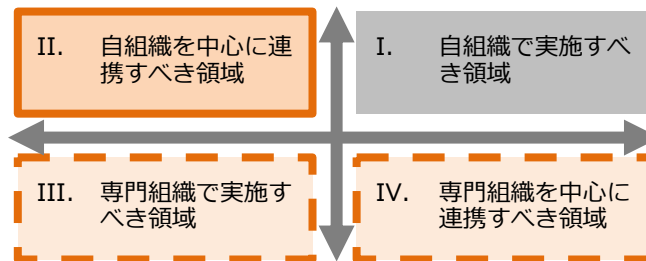 II. 自組織を中心に連
携すべき領域
I. 自組織で実施すべ
き領域
III. 専門組織で実施す
べき領域
IV. 専門組織を中心に
連携すべき領域